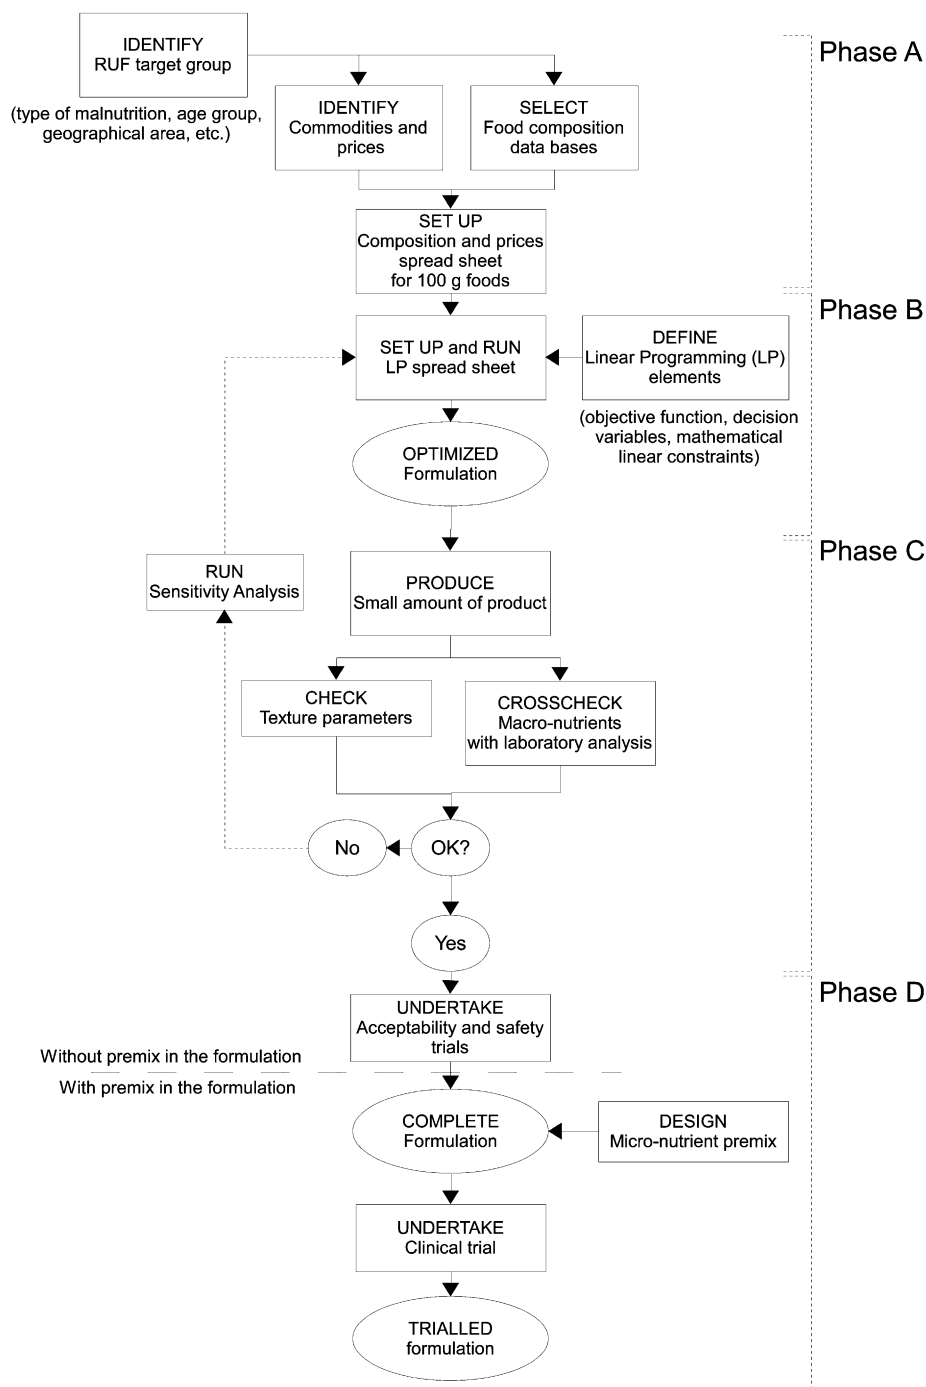 IDENTIFY
RUF target group
(type of malnutrition, age group,
geographical area, etc.)
IDENTIFY
Commodities and
prices
SELECT
Food composition
data bases
Phase A
SET UP
Composition and prices
spread sheet
for 100 g foods
Phase B
SET UP and RUN
LP spread sheet
DEFINE
Linear Programming (LP)
elements
(objective function, decision
variables, mathematical
linear constraints)
OPTIMIZED
Formulation
Phase C
RUN
Sensitivity Analysis
PRODUCE
Small amount of product
CHECK
Texture parameters
CROSSCHECK
Macro-nutrients
with laboratory analysis
No
OK?
Yes
Phase D
UNDERTAKE
Acceptability and safety
trials
Without premix in the formulation
With premix in the formulation
COMPLETE
Formulation
DESIGN
Micro-nutrient premix
UNDERTAKE
Clinical trial
TRIALLED
formulation